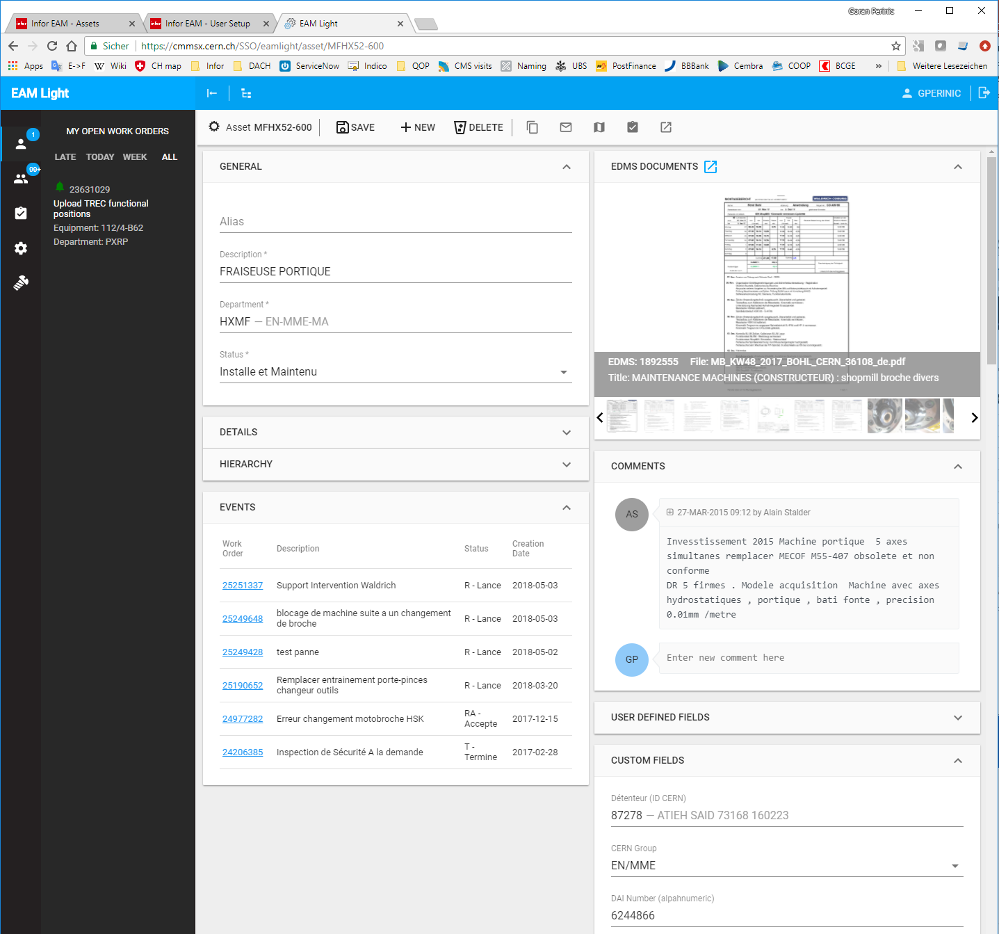 Goran Perinic
Infor EAM - Assets
Infor EAM - User Setup
EAM Light
Sicher
https://cmmsx.cern.ch/SSO/eamlight/asset/MFHX52-600
Apps
E->F
Wiki
CH map
Infor
DACH
ServiceNow
Indico
QOP
CMS visits
Naming
UBS
PostFinance
BBBank
Cembra
COOP
BCGE
»
Weitere Lesezeichen
EAM Light
GPERINIC
1
99+
MY OPEN WORK ORDERS
LATE TODAY WEEK ALL
23631029
Upload TREC functional
positions
Equipment: 112/4-B62
Department: PXRP
Asset MFHX52-600
SAVE
NEW
DELETE
GENERAL
Alias
Description *
FRAISEUSE PORTIQUE
Department *
HXMF — EN-MME-MA
Status *
Installe et Maintenu
DETAILS
HIERARCHY
EVENTS
Work Order Description Status Creation Date
25251337 Support Intervention Waldrich R - Lance 2018-05-03
25249648 blocage de machine suite a un changement de broche R - Lance 2018-05-03
25249428 test panne R - Lance 2018-05-02
25190652 Remplacer entrainement porte-pinces changeur outils R - Lance 2018-03-20
24977282 Erreur changement motobroche HSK RA - Accepte 2017-12-15
24206385 Inspection de Sécurité A la demande T - Termine 2017-02-28
EDMS DOCUMENTS
MONTAGEBERICHT
WALDRICH COBURG
EDMS: 1892555 File: MB_KW48_2017_BOHL_CERN_36108_de.pdf
Title: MAINTENANCE MACHINES (CONSTRUCTEUR) : shopmill broche divers
COMMENTS
AS
27-MAR-2015 09:12 by Alain Stalder
Invesstissement 2015 Machine portique 5 axes
simultanes remplacer MECOF M55-407 obsolete et non
conforme
DR 5 firmes . Modele acquisition Machine avec axes
hydrostatiques , portique , bati fonte , precision
0.01mm /metre
GP
Enter new comment here
USER DEFINED FIELDS
CUSTOM FIELDS
Détenteur (ID CERN)
87278 — ATIEH SAID 73168 160223
CERN Group
EN/MME
DAI Number (alpahnumeric)
6244866